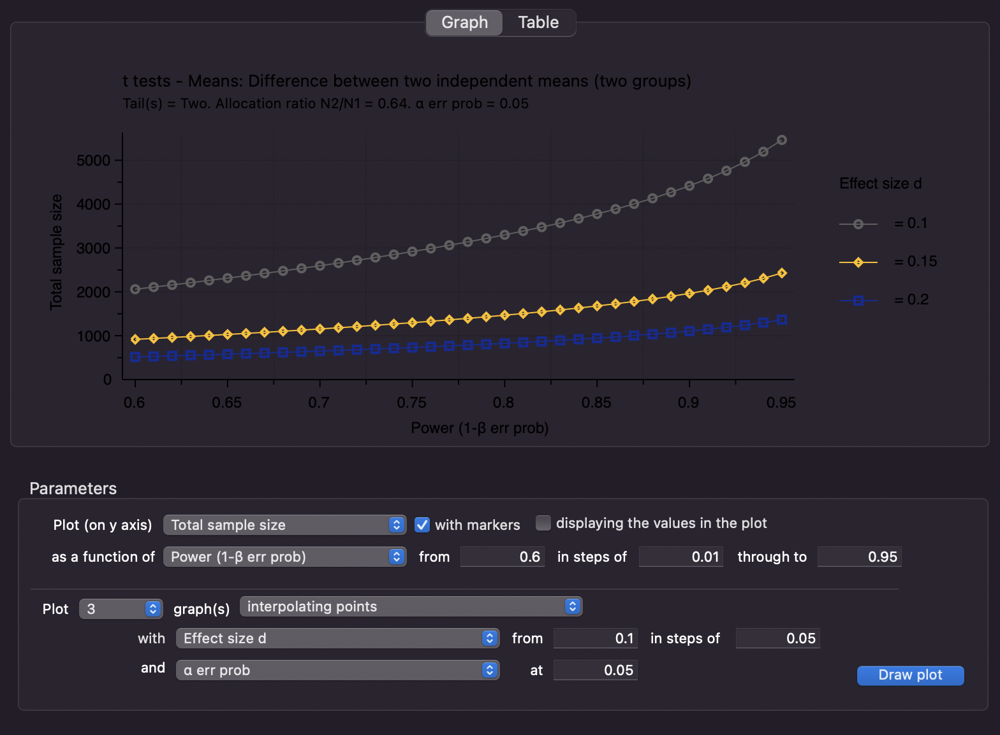 Graph Table
t tests - Means: Difference between two independent means (two groups)
Tail(s) = Two. Allocation ratio N2/N1 = 0.64. α err prob = 0.05
Total sample size
5000
4000
3000
2000
1000
0
0.6 0.65 0.7 0.75 0.8 0.85 0.9 0.95
Power (1-β err prob)
Effect size d
= 0.1
= 0.15
= 0.2
Parameters
Plot (on y axis) Total sample size with markers displaying the values in the plot
as a function of Power (1-β err prob) from 0.6 in steps of 0.01 through to 0.95
Plot 3 graph(s) interpolating points
with Effect size d from 0.1 in steps of 0.05
and α err prob at 0.05
Draw plot